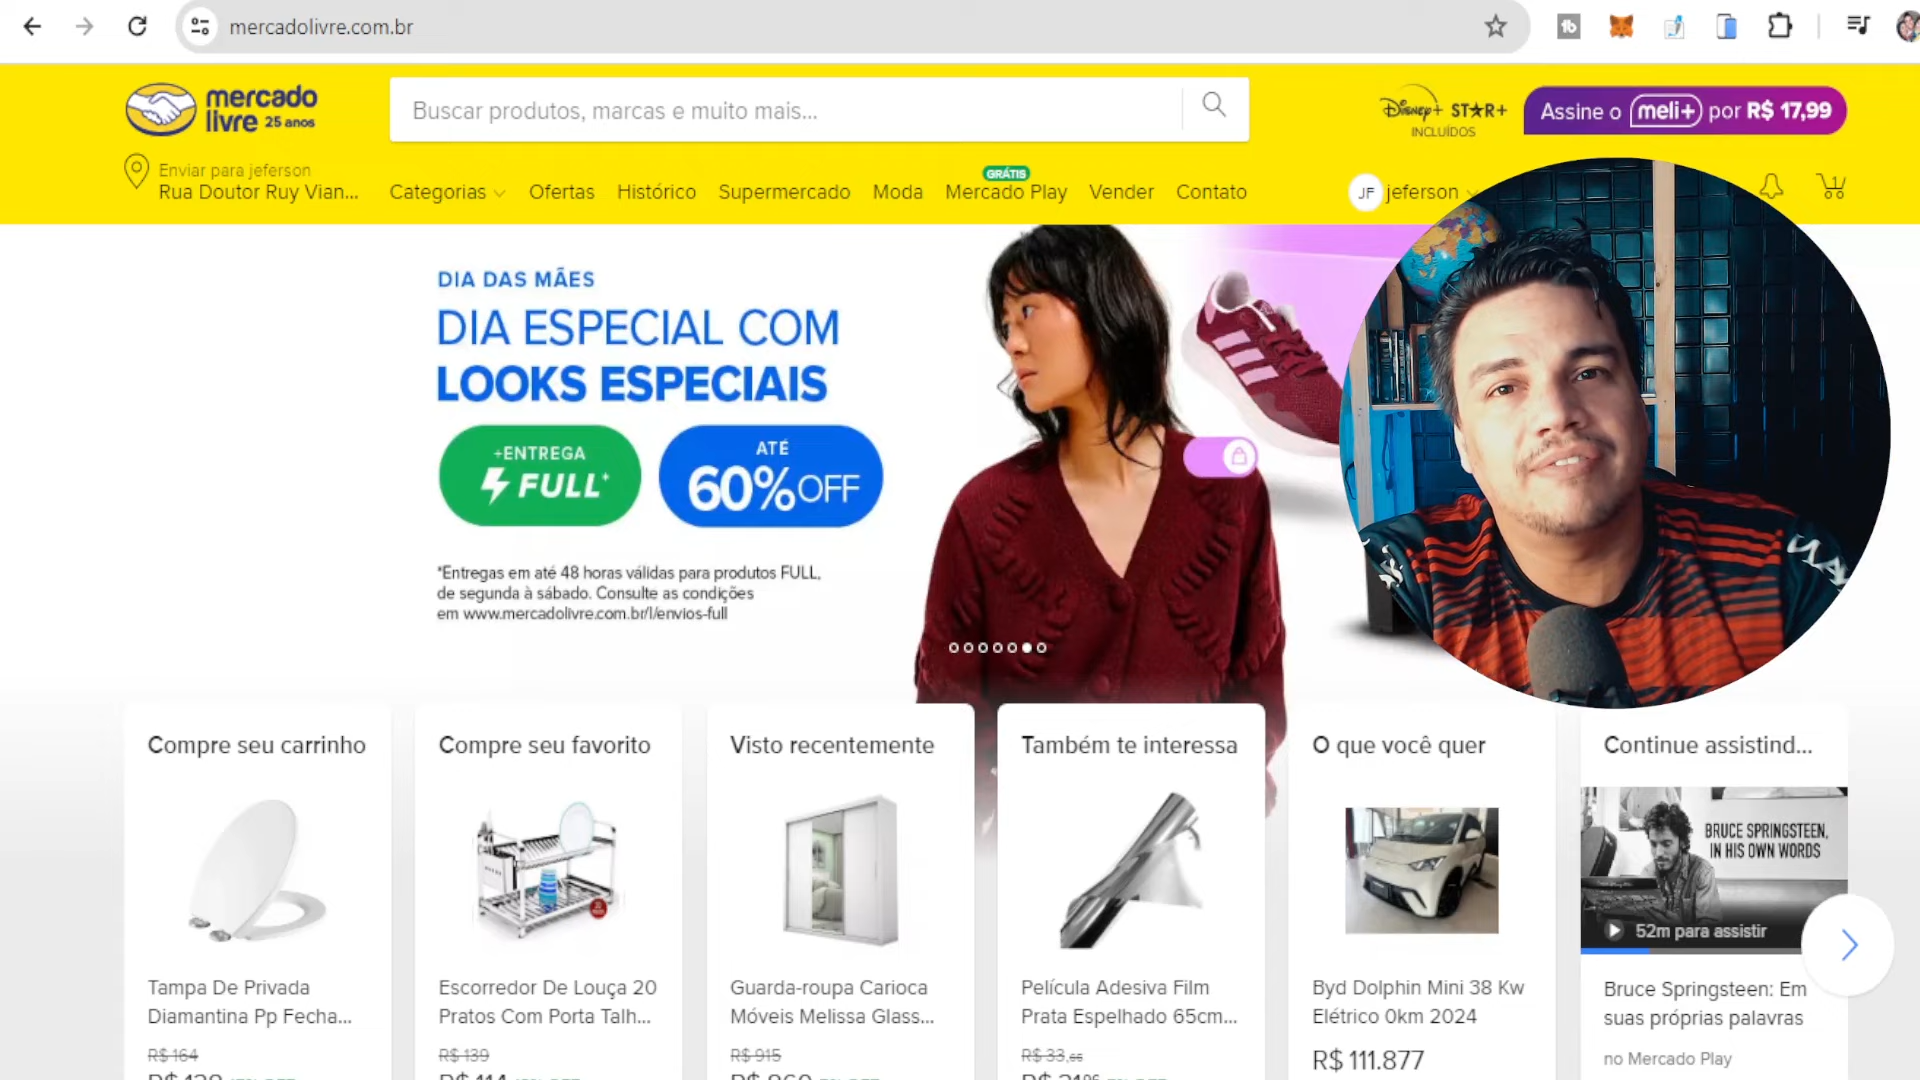 mercadolivre.com.br
mercado
livre 25 anos
Buscar produtos, marcas e muito mais...
Disney+ STAR+
INCLUÍDOS
Assine o meli+ por R$ 17,99
Enviar para jeferson
Rua Doutor Ruy Vian...
Categorias
Ofertas
Histórico
Supermercado
Moda
GRÁTIS
Mercado Play
Vender
Contato
JF jeferson
1
DIA DAS MÃES
DIA ESPECIAL COM
LOOKS ESPECIAIS
+ENTREGA
FULL*
ATÉ
60% OFF
*Entregas em até 48 horas válidas para produtos FULL,
de segunda à sábado. Consulte as condições
em www.mercadolivre.com.br/l/envios-full
Compre seu carrinho
Compre seu favorito
Visto recentemente
Também te interessa
O que você quer
Continue assistind...
BRUCE SPRINGSTEEN,
IN HIS OWN WORDS
52m para assistir
Tampa De Privada
Diamantina Pp Fecha...
R$ 164
Escorredor De Louça 20
Pratos Com Porta Talh...
R$ 139
Guarda-roupa Carioca
Móveis Melissa Glass...
R$ 915
Película Adesiva Film
Prata Espelhado 65cm...
R$ 33,66
Byd Dolphin Mini 38 Kw
Elétrico 0km 2024
R$ 111.877
Bruce Springsteen: Em
suas próprias palavras
no Mercado Play